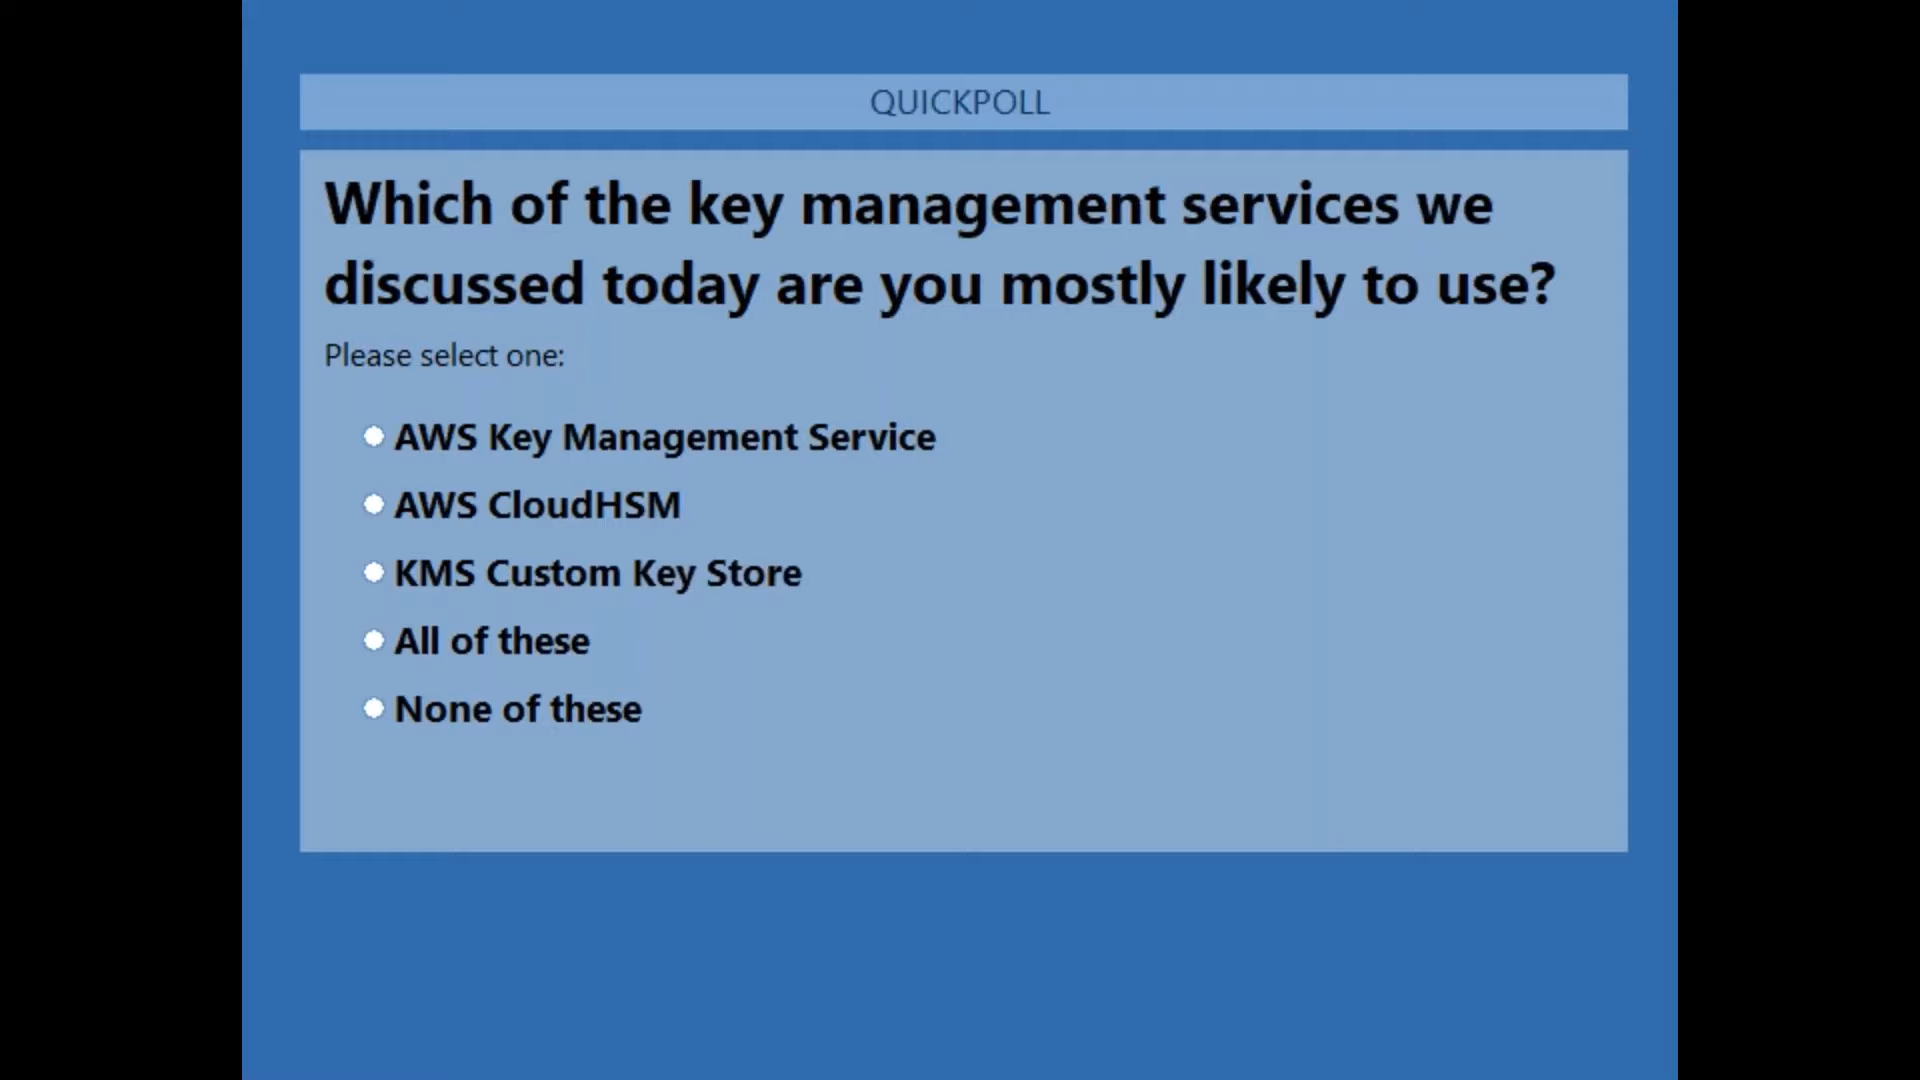 QUICKPOLL
Which of the key management services we
discussed today are you mostly likely to use?
Please select one:
AWS Key Management Service
AWS CloudHSM
KMS Custom Key Store
All of these
None of these